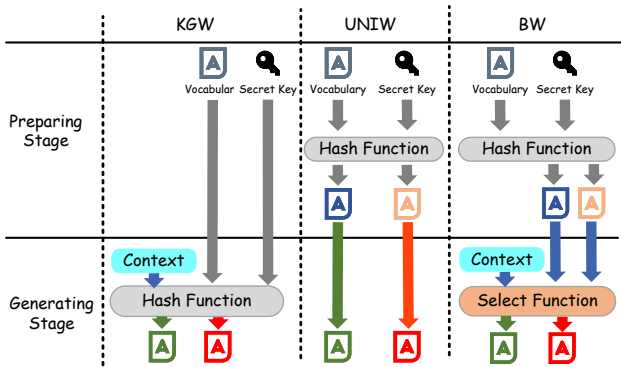 KGW UNIW BW
Vocabular Secret Key Vocabulary Secret Key Vocabulary Secret Key
Preparing
Stage
Hash Function Hash Function
A A A A
Context Context
Generating
Stage
Hash Function Select Function
A A A A A A